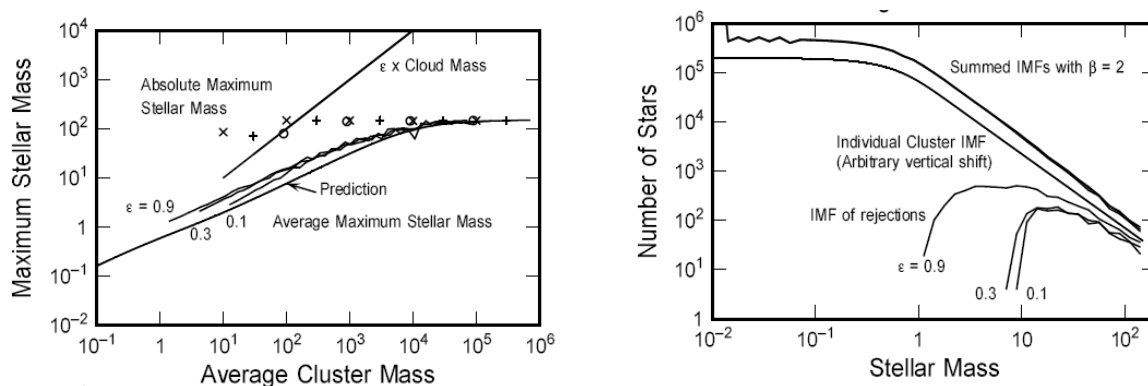 10^4
10^3
10^2
10^1
1
10^-1
10^-2
Maximum Stellar Mass
Absolute Maximum
Stellar Mass
ε x Cloud Mass
Prediction
Average Maximum Stellar Mass
ε = 0.9
0.3
0.1
10^-1
1
10^1
10^2
10^3
10^4
10^5
10^6
Average Cluster Mass
10^6
10^5
10^4
10^3
10^2
10^1
1
Number of Stars
Summed IMFs with β = 2
Individual Cluster IMF
(Arbitrary vertical shift)
IMF of rejections
ε = 0.9
0.3
0.1
10^-2
10^-1
1
10
10^2
Stellar Mass